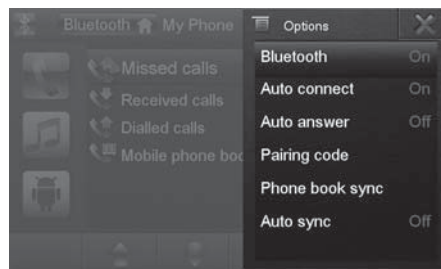 Bluetooth My Phone
Missed calls
Received calls
Dialled calls
Mobile phone boo
Options
Bluetooth On
Auto connect On
Auto answer Off
Pairing code
Phone book sync
Auto sync Off